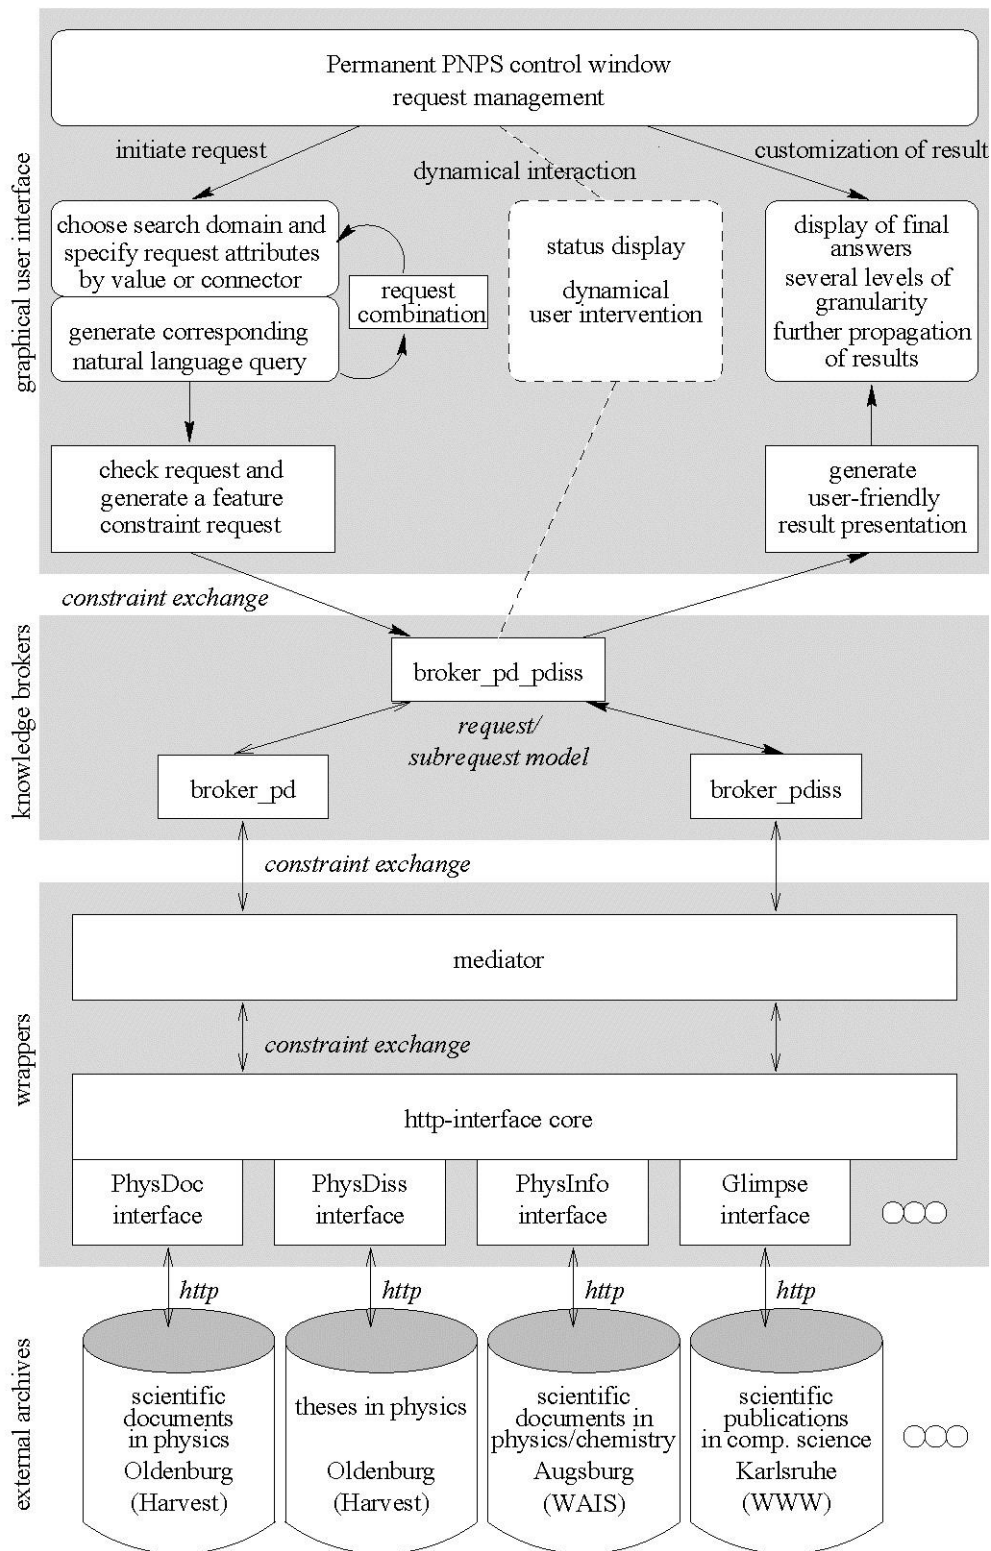 Permanent PNPS control window
request management
initiate request
dynamical interaction
customization of result
graphical user interface
choose search domain and
specify request attributes
by value or connector
generate corresponding
natural language query
request
combination
status display
dynamical
user intervention
display of final
answers
several levels of
granularity
further propagation
of results
check request and
generate a feature
constraint request
generate
user-friendly
result presentation
constraint exchange
knowledge brokers
broker_pd_pdiss
request/
subrequest model
broker_pd
broker_pdiss
constraint exchange
wrappers
mediator
constraint exchange
http-interface core
PhysDoc
interface
PhysDiss
interface
PhysInfo
interface
Glimpse
interface
http
http
http
http
external archives
scientific
documents
in physics
Oldenburg
(Harvest)
theses in physics
Oldenburg
(Harvest)
scientific
documents in
physics/chemistry
Augsburg
(WAIS)
scientific
publications
in comp. science
Karlsruhe
(WWW)